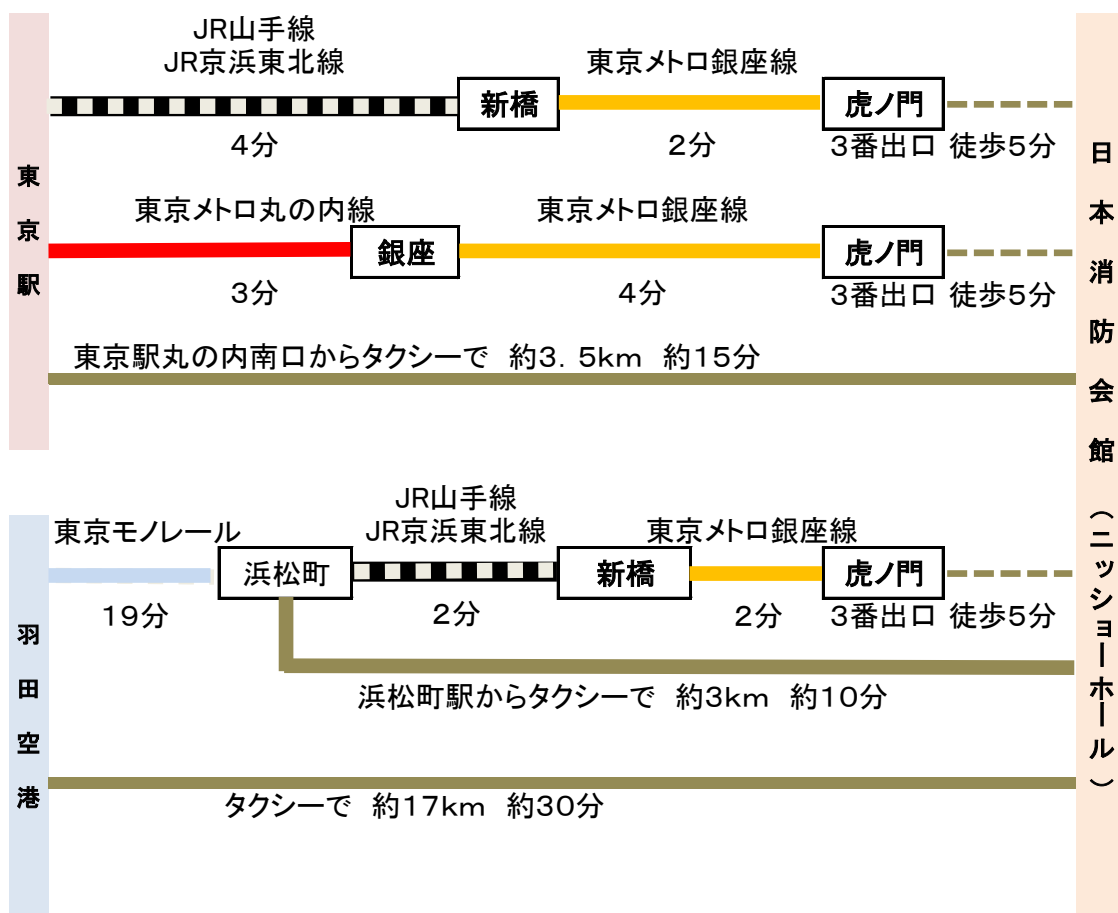 東京駅
JR山手線
JR京浜東北線
東京メトロ銀座線
新橋
虎ノ門
4分
2分
3番出口 徒歩5分
東京メトロ丸の内線
東京メトロ銀座線
銀座
虎ノ門
3分
4分
3番出口 徒歩5分
東京駅丸の内南口からタクシーで 約3．5km 約15分
羽田空港
JR山手線
JR京浜東北線
東京モノレール
東京メトロ銀座線
浜松町
新橋
虎ノ門
19分
2分
2分
3番出口 徒歩5分
浜松町駅からタクシーで 約3km 約10分
タクシーで 約17km 約30分
日本消防会館（ニッショーホール）